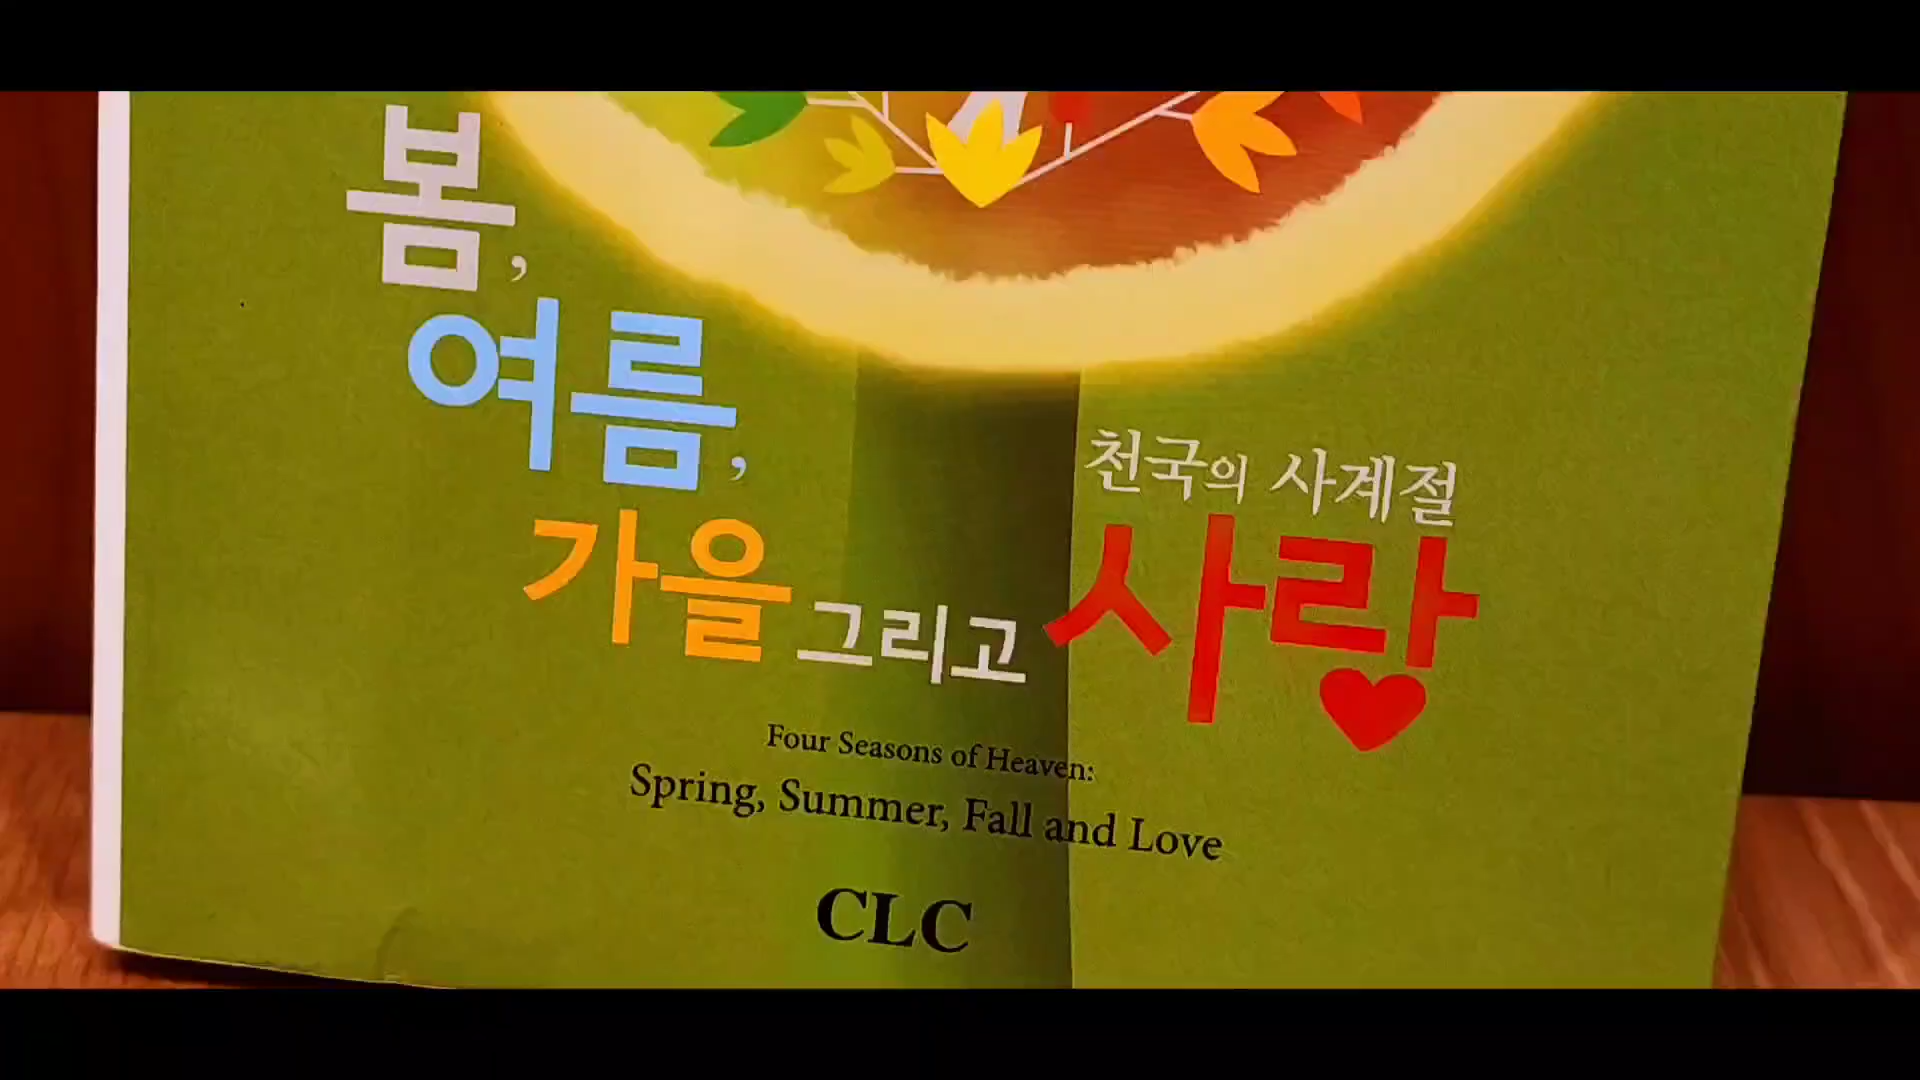 봄,
여름,
천국의 사계절
가을 그리고 사랑
Four Seasons of Heaven:
Spring, Summer, Fall and Love
CLC